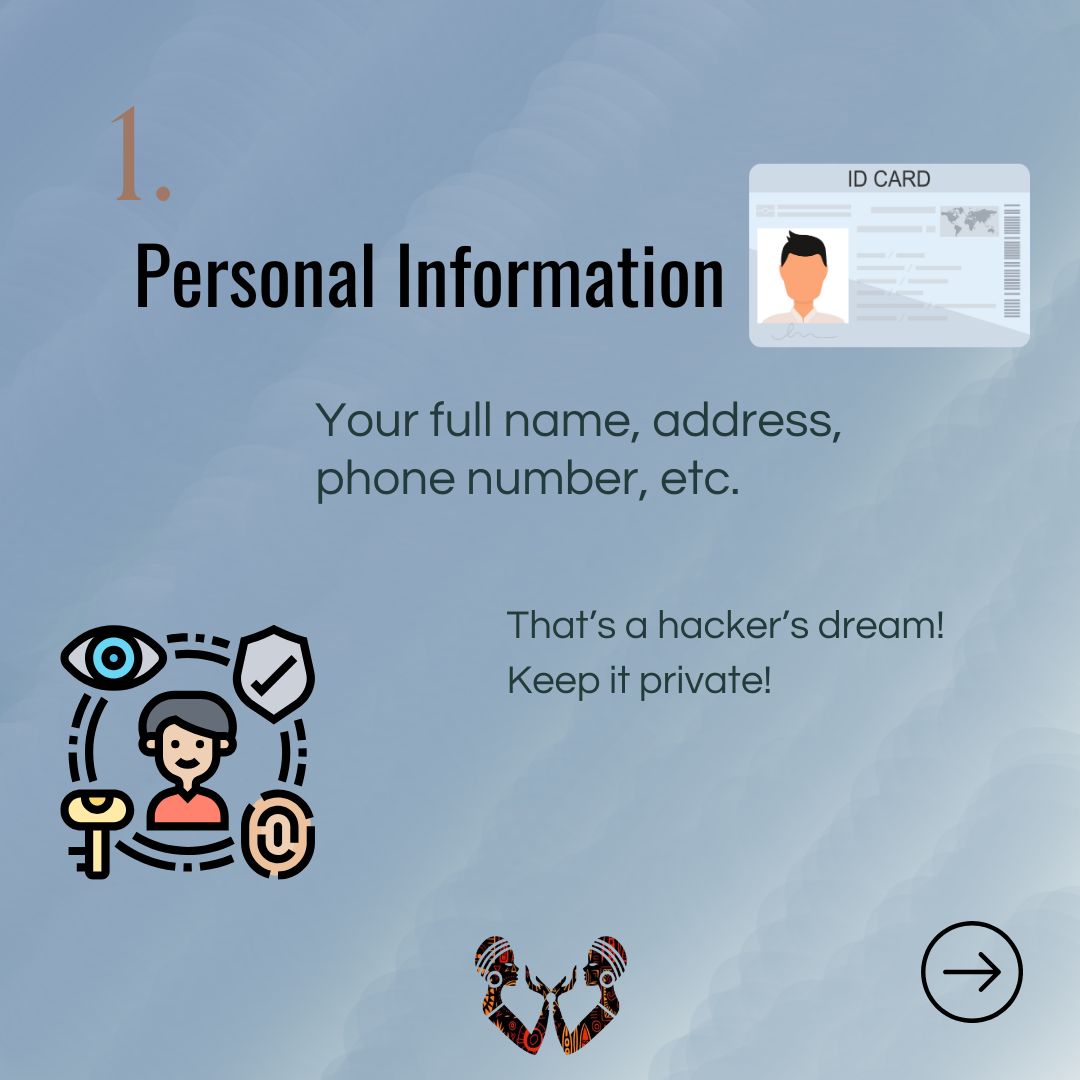 1.
ID CARD
Personal Information
Your full name, address,
phone number, etc.
That’s a hacker’s dream!
Keep it private!